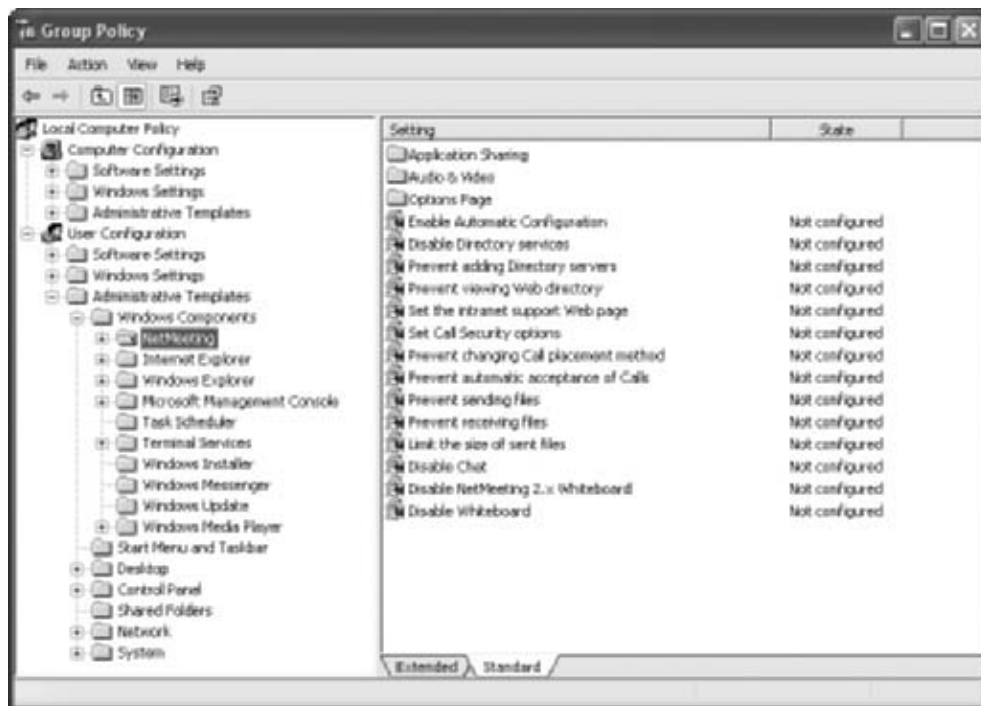 Group Policy
File Action View Help
Local Computer Policy
Computer Configuration
Software Settings
Windows Settings
Administrative Templates
User Configuration
Software Settings
Windows Settings
Administrative Templates
Windows Components
NetMeeting
Internet Explorer
Windows Explorer
Microsoft Management Console
Task Scheduler
Terminal Services
Windows Installer
Windows Messenger
Windows Update
Windows Media Player
Start Menu and Taskbar
Desktop
Control Panel
Shared Folders
Network
System
Setting State
Application Sharing
Audio & Video
Options Page
Enable Automatic Configuration Not configured
Disable Directory services Not configured
Prevent adding Directory servers Not configured
Prevent viewing Web directory Not configured
Set the intranet support Web page Not configured
Set Call Security options Not configured
Prevent changing Call placement method Not configured
Prevent automatic acceptance of Calls Not configured
Prevent sending files Not configured
Prevent receiving files Not configured
Limit the size of sent files Not configured
Disable Chat Not configured
Disable NetMeeting 2.x Whiteboard Not configured
Disable Whiteboard Not configured
Extended Standard